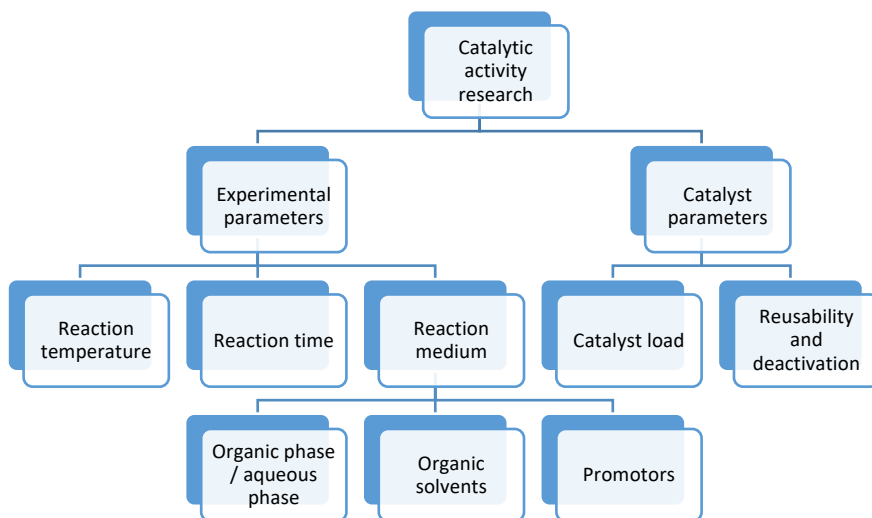 Catalytic
activity
research
Experimental
parameters
Catalyst
parameters
Reaction
temperature
Reaction time
Reaction
medium
Catalyst load
Reusability
and
deactivation
Organic phase
/ aqueous
phase
Organic
solvents
Promotors